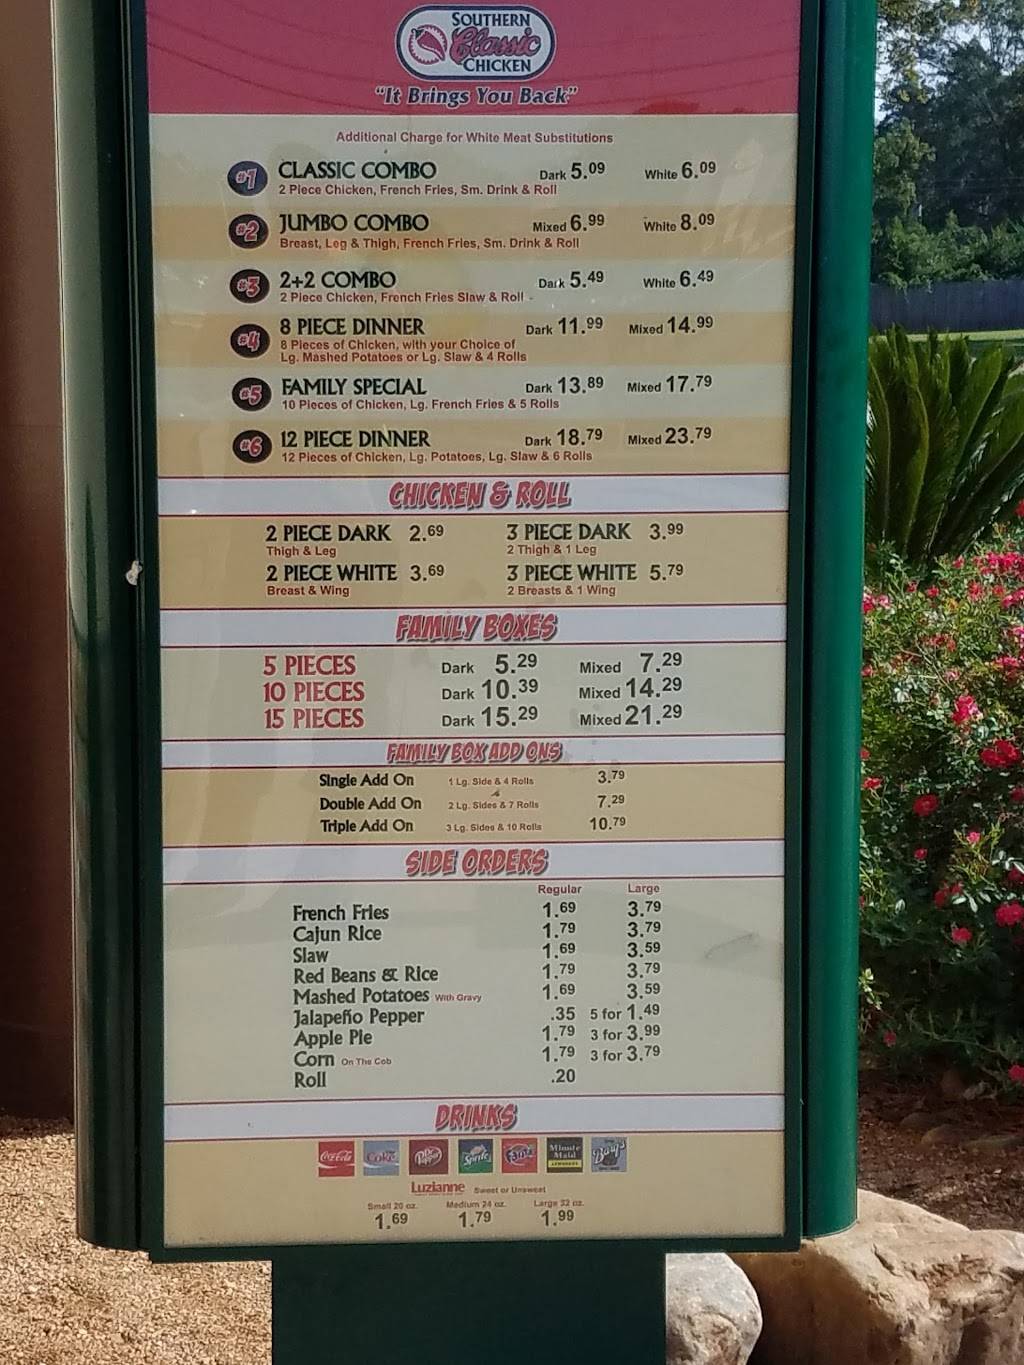 SOUTHERN
Classic
CHICKEN
"It Brings You Back"
Additional Charge for White Meat Substitutions
#1 CLASSIC COMBO Dark 5.09 White 6.09
2 Piece Chicken, French Fries, Sm. Drink & Roll
#2 JUMBO COMBO Mixed 6.99 White 8.09
Breast, Leg & Thigh, French Fries, Sm. Drink & Roll
#3 2+2 COMBO Dark 5.49 White 6.49
2 Piece Chicken, French Fries Slaw & Roll
#4 8 PIECE DINNER Dark 11.99 Mixed 14.99
8 Pieces of Chicken, with your Choice of
Lg. Mashed Potatoes or Lg. Slaw & 4 Rolls
#5 FAMILY SPECIAL Dark 13.89 Mixed 17.79
10 Pieces of Chicken, Lg. French Fries & 5 Rolls
#6 12 PIECE DINNER Dark 18.79 Mixed 23.79
12 Pieces of Chicken, Lg. Potatoes, Lg. Slaw & 6 Rolls
CHICKEN & ROLL
2 PIECE DARK 2.69 3 PIECE DARK 3.99
Thigh & Leg 2 Thigh & 1 Leg
2 PIECE WHITE 3.69 3 PIECE WHITE 5.79
Breast & Wing 2 Breasts & 1 Wing
FAMILY BOXES
5 PIECES Dark 5.29 Mixed 7.29
10 PIECES Dark 10.39 Mixed 14.29
15 PIECES Dark 15.29 Mixed 21.29
FAMILY BOX ADD ONS
Single Add On 1 Lg. Side & 4 Rolls 3.79
Double Add On 2 Lg. Sides & 7 Rolls 7.29
Triple Add On 3 Lg. Sides & 10 Rolls 10.79
SIDE ORDERS
Regular Large
French Fries 1.69 3.79
Cajun Rice 1.79 3.79
Slaw 1.69 3.59
Red Beans & Rice 1.79 3.79
Mashed Potatoes With Gravy 1.69 3.59
Jalapeño Pepper .35 5 for 1.49
Apple Pie 1.79 3 for 3.99
Corn On The Cob 1.79 3 for 3.79
Roll .20
DRINKS
Coca-Cola Coke Dr Pepper Sprite Fanta Minute Maid LEMONADE Barq's
Luzianne Sweet or Unsweet
Small 20 oz. Medium 24 oz. Large 32 oz.
1.69 1.79 1.99